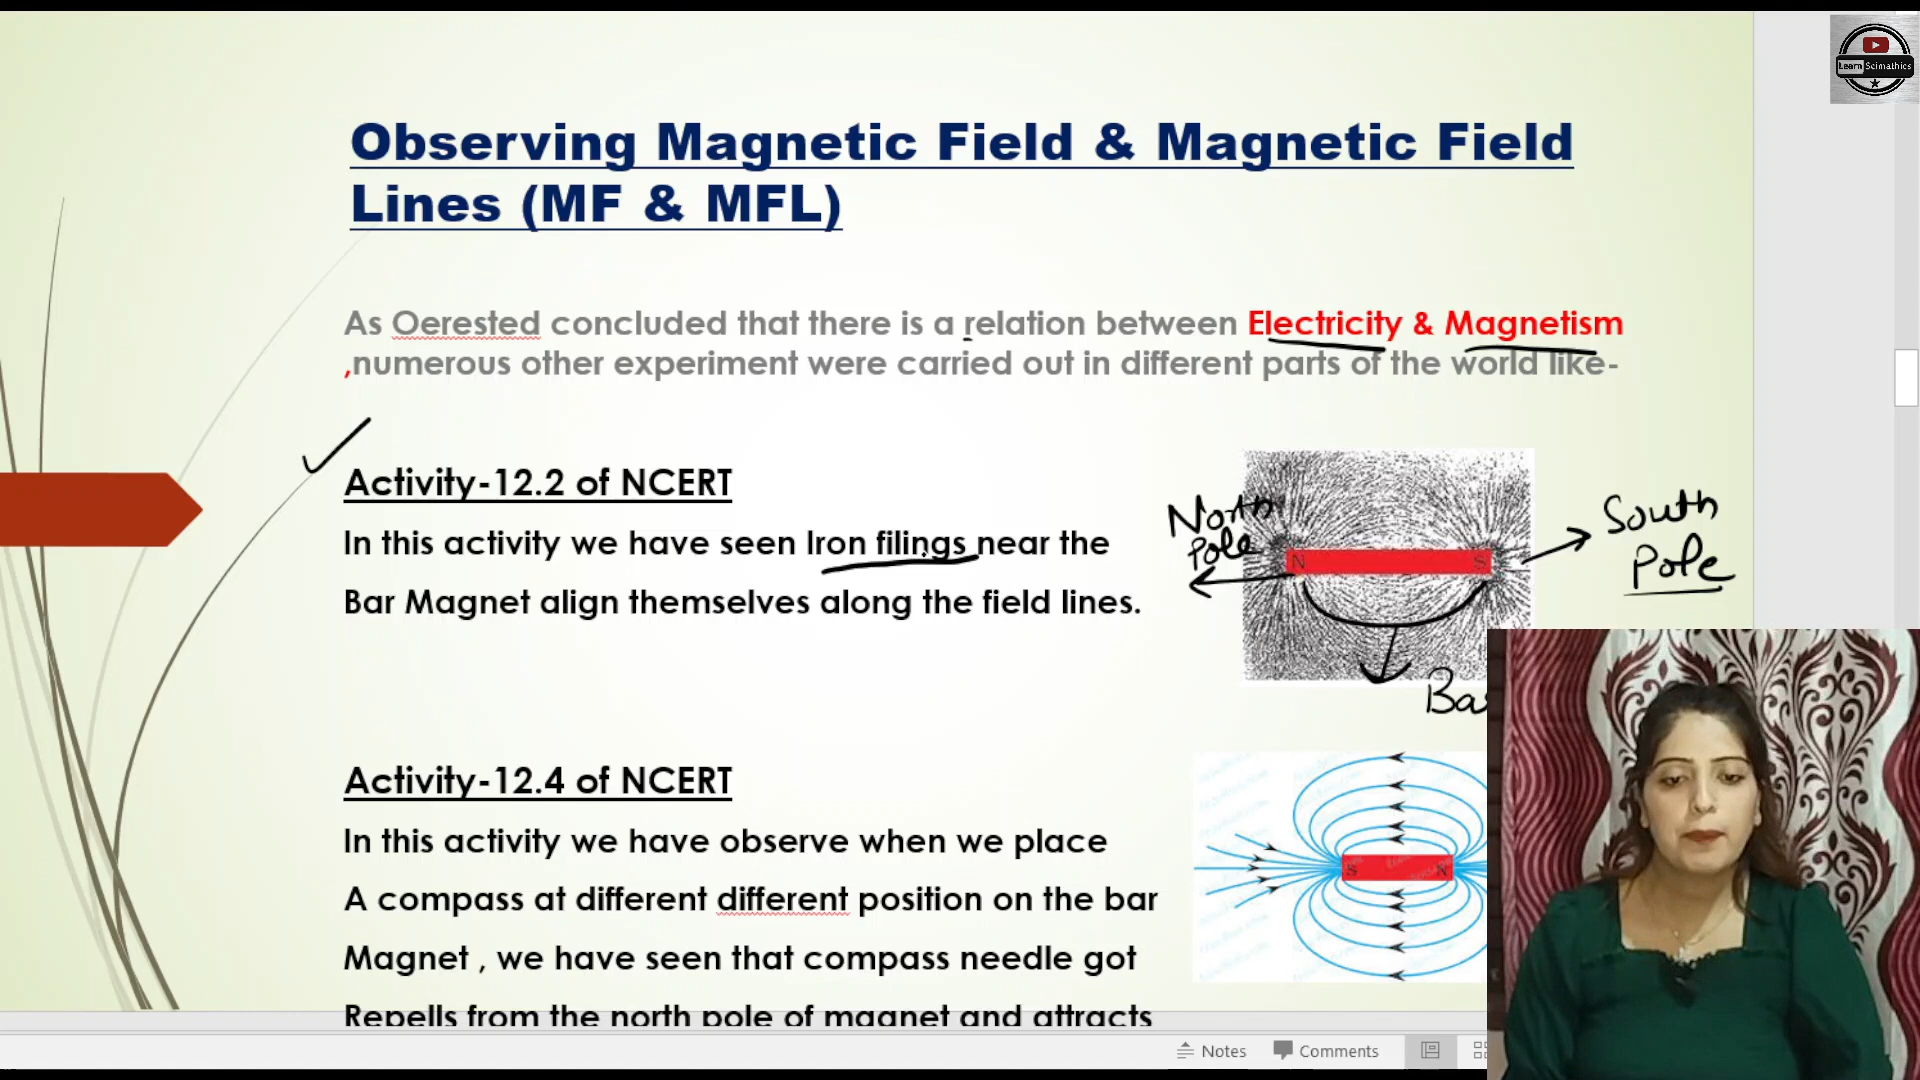 Learn Scimathics
Observing Magnetic Field & Magnetic Field
Lines (MF & MFL)
As Oerested concluded that there is a relation between Electricity & Magnetism
,numerous other experiment were carried out in different parts of the world like-
Activity-12.2 of NCERT
In this activity we have seen Iron filings near the
Bar Magnet align themselves along the field lines.
North
Pole
N
S
South
Pole
Ba
Activity-12.4 of NCERT
In this activity we have observe when we place
A compass at different different position on the bar
Magnet , we have seen that compass needle got
Repells from the north pole of magnet and attracts
S
N
Notes
Comments